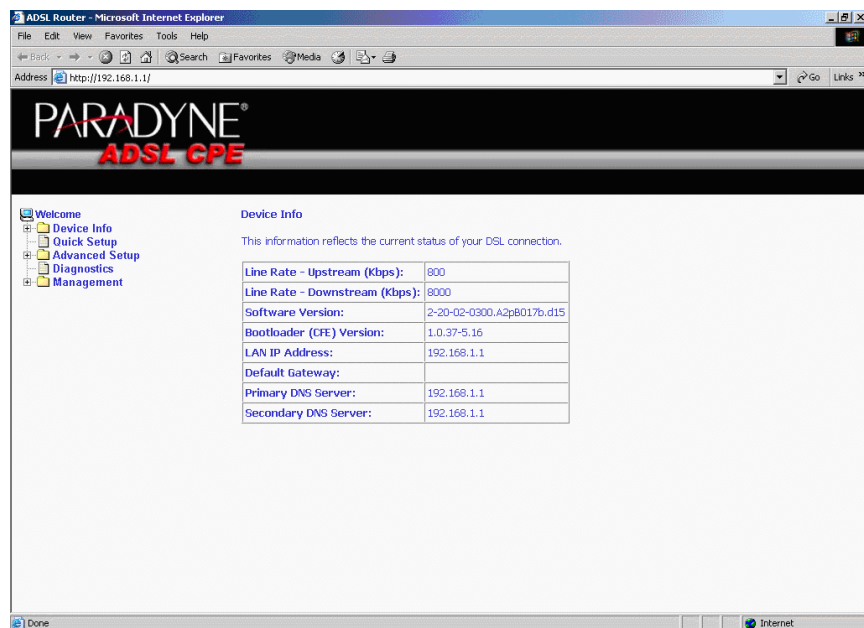 ADSL Router - Microsoft Internet Explorer
File Edit View Favorites Tools Help
Back Search Favorites Media
Address http://192.168.1.1/ Go Links »
PARADYNE®
ADSL CPE
Welcome
Device Info
Quick Setup
Advanced Setup
Diagnostics
Management
Device Info
This information reflects the current status of your DSL connection.
Line Rate - Upstream (Kbps): 800
Line Rate - Downstream (Kbps): 8000
Software Version: 2-20-02-0300.A2pB017b.d15
Bootloader (CFE) Version: 1.0.37-5.16
LAN IP Address: 192.168.1.1
Default Gateway:
Primary DNS Server: 192.168.1.1
Secondary DNS Server: 192.168.1.1
Done Internet